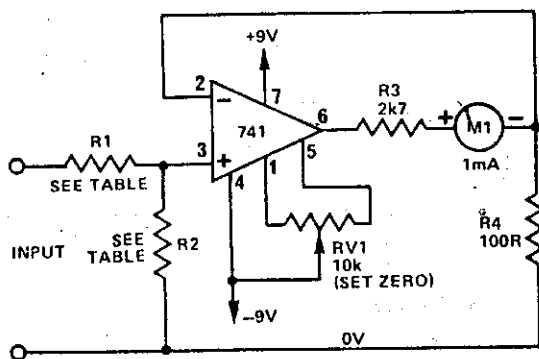 +9V
2
7
R3
2k7
6
+
M1
−
1mA
−
741
R1
3
+
5
SEE TABLE
4
1
SEE
TABLE
R2
INPUT
RV1
10k
(SET ZERO)
R4
100R
−9V
0V